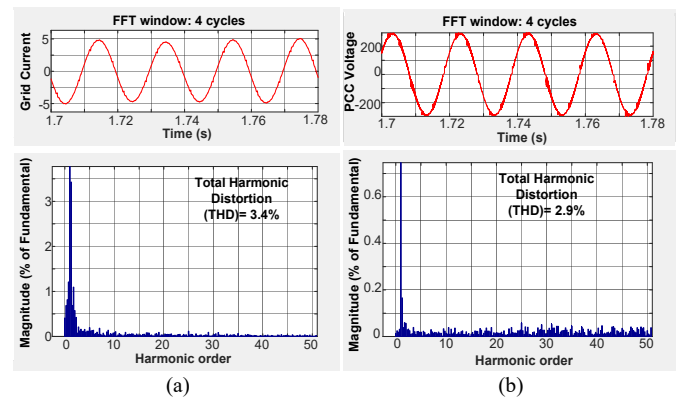 FFT window: 4 cycles
Grid Current
5
0
-5
1.7 1.72 1.74 1.76 1.78
Time (s)
Magnitude (% of Fundamental)
3
2
1
0
Total Harmonic
Distortion
(THD)= 3.4%
0 10 20 30 40 50
Harmonic order
(a)
FFT window: 4 cycles
PCC Voltage
200
0
-200
1.7 1.72 1.74 1.76 1.78
Time (s)
Magnitude (% of Fundamental)
0.6
0.4
0.2
0
Total Harmonic
Distortion
(THD)= 2.9%
0 10 20 30 40 50
Harmonic order
(b)